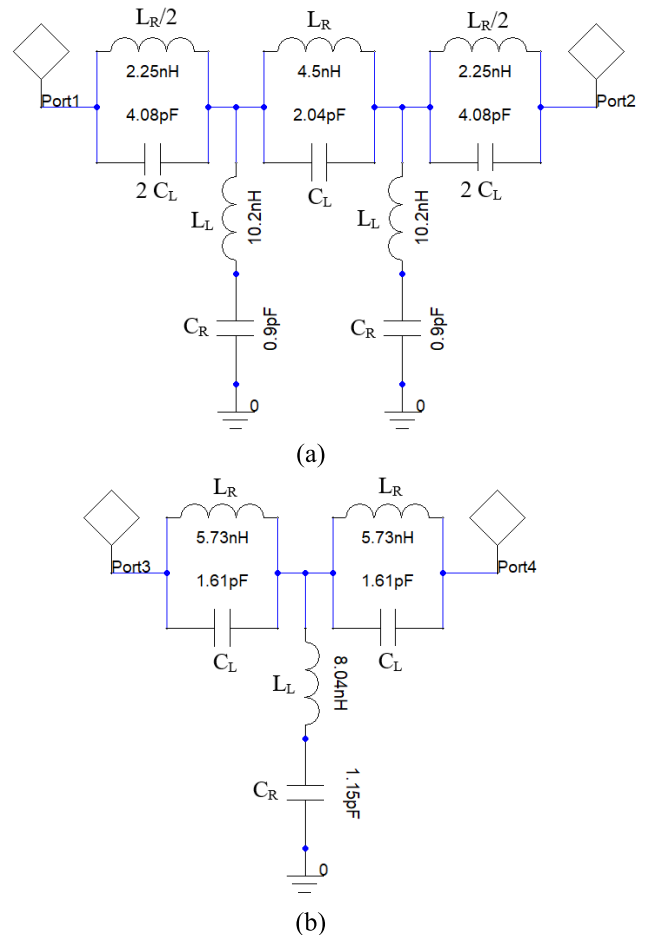 L_R/2 L_R L_R/2
2.25nH 4.5nH 2.25nH
Port1 4.08pF 2.04pF 4.08pF Port2
2 C_L C_L 2 C_L
L_L 10.2nH L_L 10.2nH
C_R 0.9pF C_R 0.9pF
0 0
(a)
L_R L_R
5.73nH 5.73nH
Port3 1.61pF 1.61pF Port4
C_L C_L
L_L 8.04nH
C_R 1.15pF
0
(b)